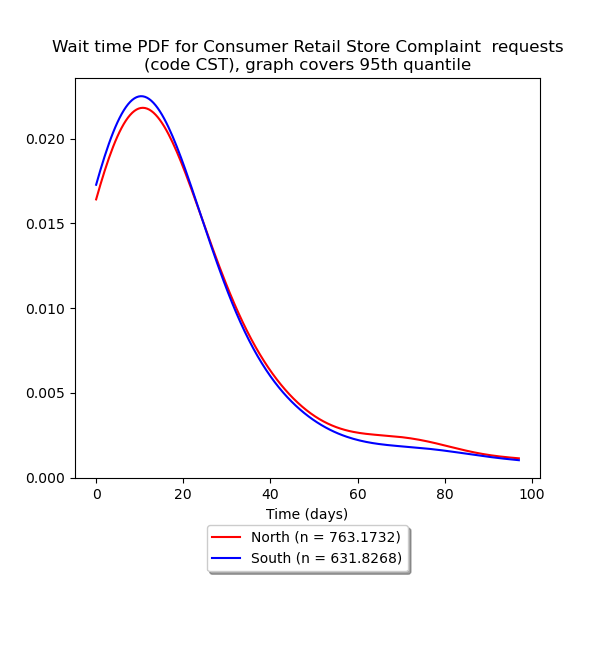 Wait time PDF for Consumer Retail Store Complaint  requests
(code CST), graph covers 95th quantile
0.020
0.015
0.010
0.005
0.000
0 20 40 60 80 100
Time (days)
North (n = 763.1732)
South (n = 631.8268)